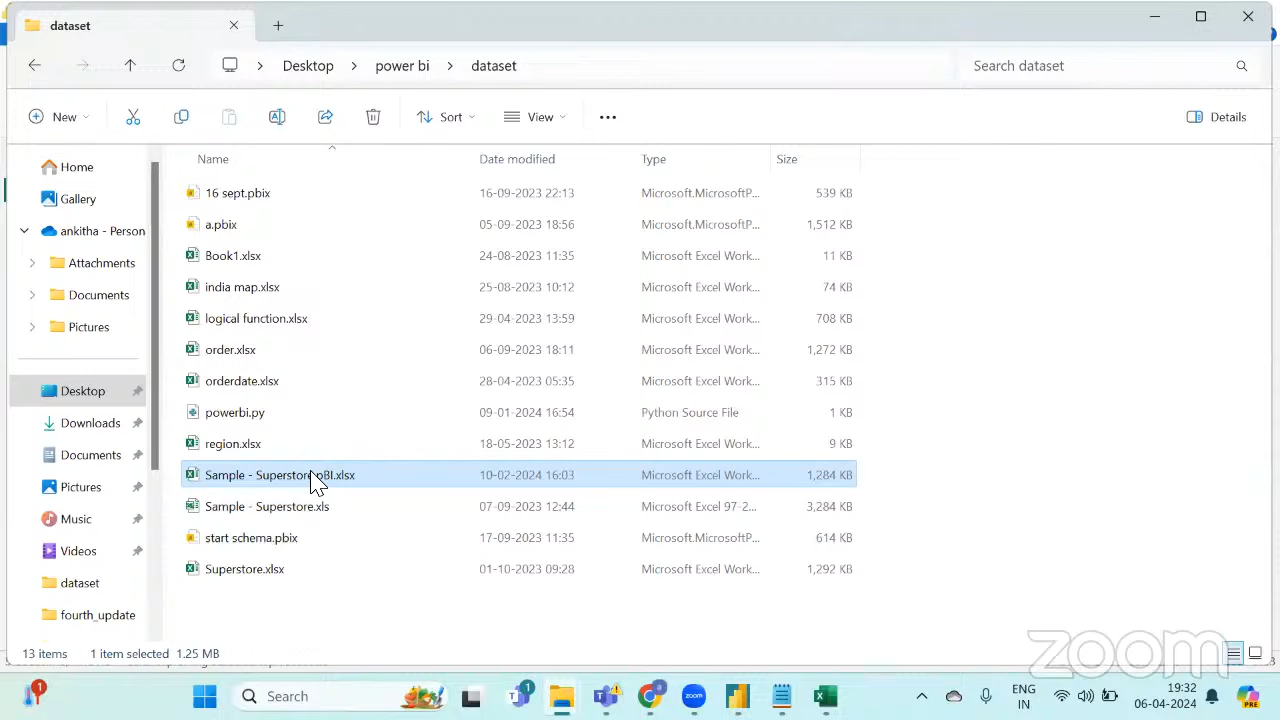 dataset
Desktop > power bi > dataset
Search dataset
New
Sort
View
Details
Name Date modified Type Size
Home
Gallery
ankitha - Person
Attachments
Documents
Pictures
Desktop
Downloads
Documents
Pictures
Music
Videos
dataset
fourth_update
16 sept.pbix 16-09-2023 22:13 Microsoft.MicrosoftP... 539 KB
a.pbix 05-09-2023 18:56 Microsoft.MicrosoftP... 1,512 KB
Book1.xlsx 24-08-2023 11:35 Microsoft Excel Work... 11 KB
india map.xlsx 25-08-2023 10:12 Microsoft Excel Work... 74 KB
logical function.xlsx 29-04-2023 13:59 Microsoft Excel Work... 708 KB
order.xlsx 06-09-2023 18:11 Microsoft Excel Work... 1,272 KB
orderdate.xlsx 28-04-2023 05:35 Microsoft Excel Work... 315 KB
powerbi.py 09-01-2024 16:54 Python Source File 1 KB
region.xlsx 18-05-2023 13:12 Microsoft Excel Work... 9 KB
Sample - Superstore BI.xlsx 10-02-2024 16:03 Microsoft Excel Work... 1,284 KB
Sample - Superstore.xls 07-09-2023 12:44 Microsoft Excel 97-2... 3,284 KB
start schema.pbix 17-09-2023 11:35 Microsoft.MicrosoftP... 614 KB
Superstore.xlsx 01-10-2023 09:28 Microsoft Excel Work... 1,292 KB
13 items 1 item selected 1.25 MB
zoom
1
Search
1
zoom
ENG
IN
19:32
06-04-2024
PRE